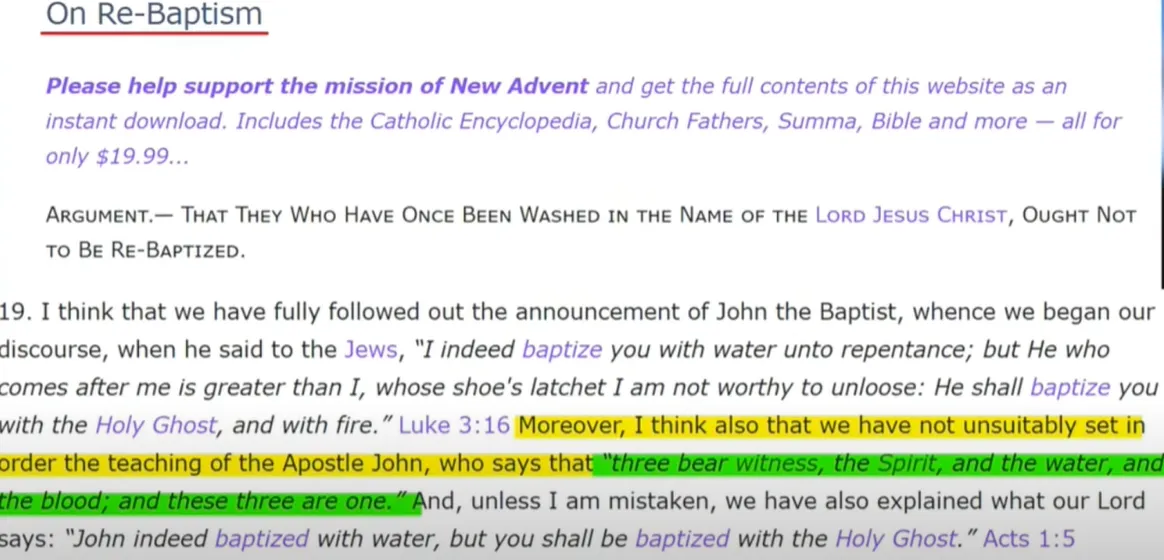 On Re-Baptism
Please help support the mission of New Advent and get the full contents of this website as an
instant download. Includes the Catholic Encyclopedia, Church Fathers, Summa, Bible and more — all for
only $19.99...
Argument.— That They Who Have Once Been Washed in the Name of the Lord Jesus Christ, Ought Not
to Be Re-Baptized.
19. I think that we have fully followed out the announcement of John the Baptist, whence we began our
discourse, when he said to the Jews, “I indeed baptize you with water unto repentance; but He who
comes after me is greater than I, whose shoe's latchet I am not worthy to unloose: He shall baptize you
with the Holy Ghost, and with fire.” Luke 3:16 Moreover, I think also that we have not unsuitably set in
order the teaching of the Apostle John, who says that “three bear witness, the Spirit, and the water, and
the blood; and these three are one.” And, unless I am mistaken, we have also explained what our Lord
says: “John indeed baptized with water, but you shall be baptized with the Holy Ghost.” Acts 1:5